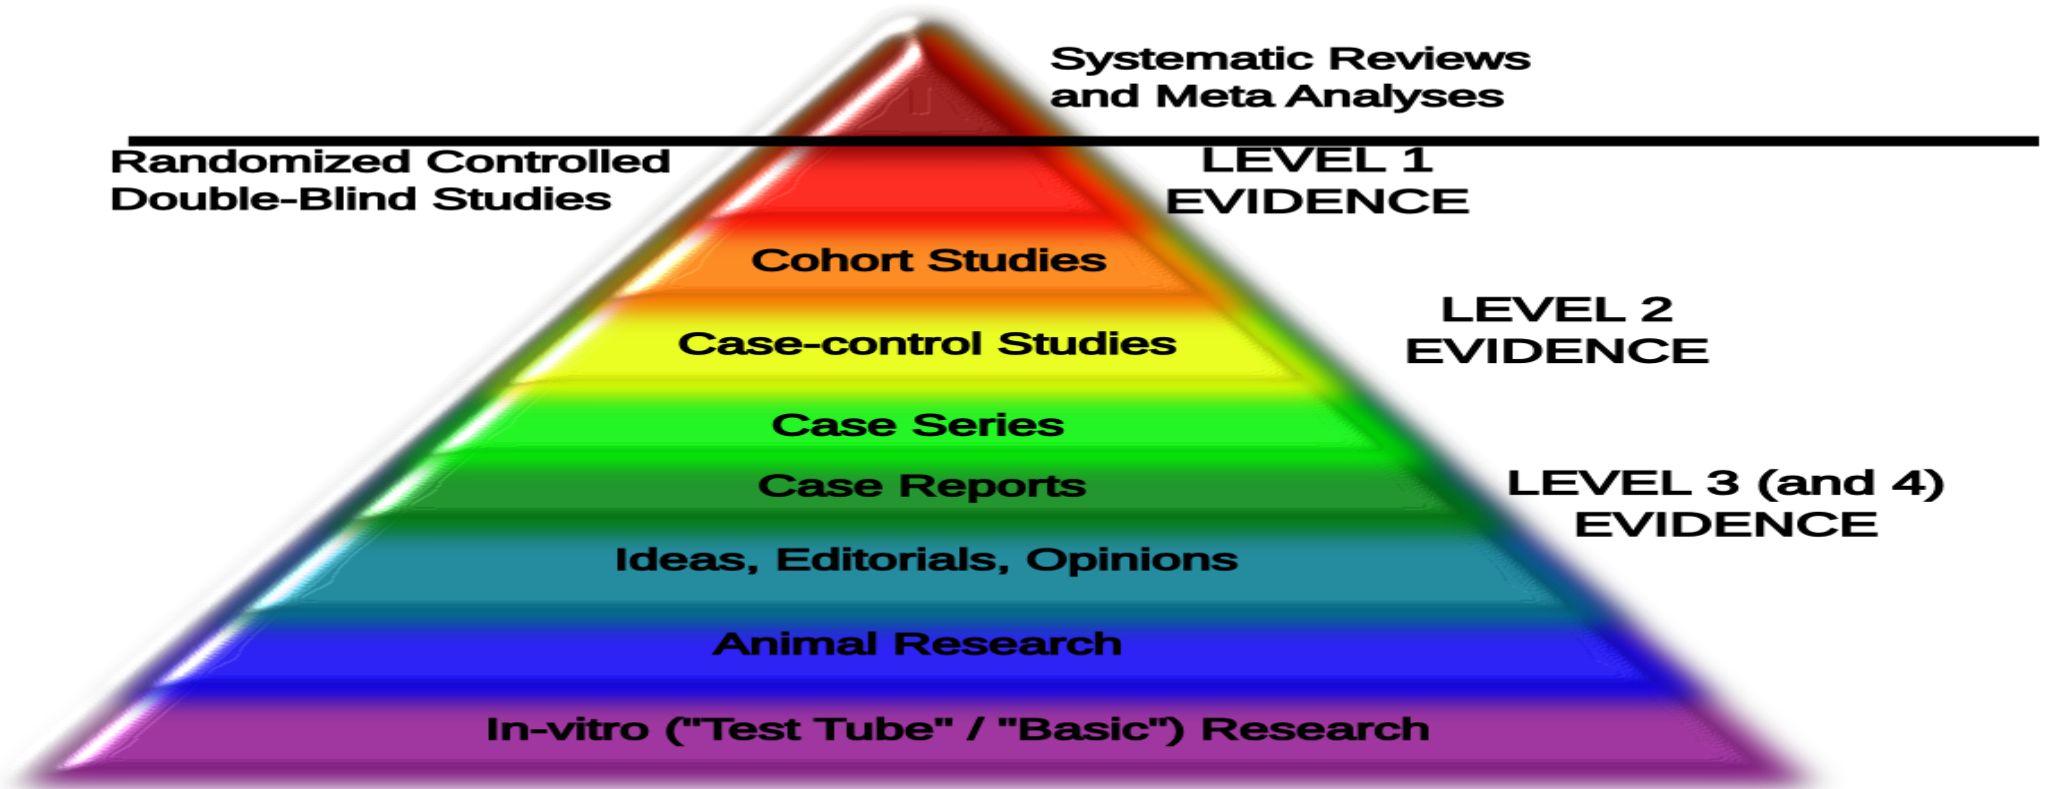 Systematic Reviews
and Meta Analyses
Randomized Controlled
Double-Blind Studies
LEVEL 1
EVIDENCE
Cohort Studies
LEVEL 2
EVIDENCE
Case-control Studies
Case Series
Case Reports
LEVEL 3 (and 4)
EVIDENCE
Ideas, Editorials, Opinions
Animal Research
In-vitro ("Test Tube" / "Basic") Research